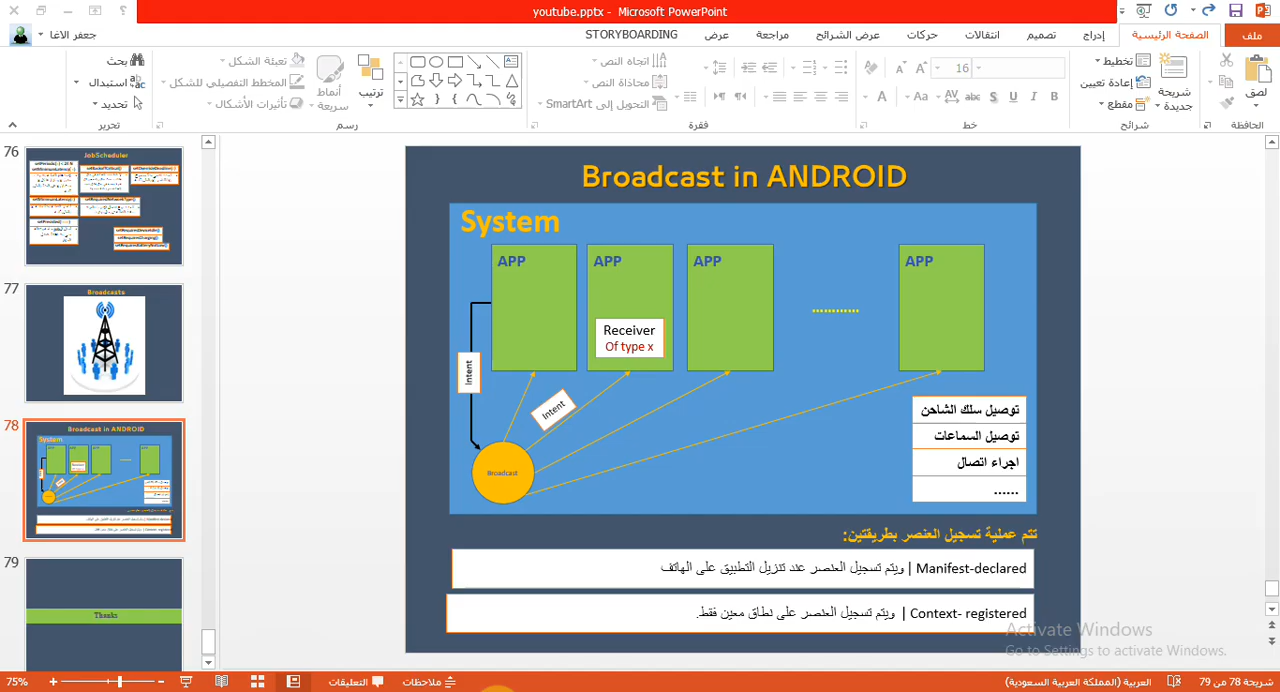 youtube.pptx - Microsoft PowerPoint
جعفر الاغا
ملف
الصفحة الرئيسية
إدراج
تصميم
انتقالات
حركات
عرض الشرائح
مراجعة
عرض
STORYBOARDING
لصق
الحافظة
شريحة جديدة
تخطيط
إعادة تعيين
مقطع
شرائح
16
B I U S abc AV Aa A
خط
اتجاه النص
محاذاة النص
التحويل إلى SmartArt
فقرة
ترتيب
أنماط سريعة
تعبئة الشكل
المخطط التفصيلي للشكل
تأثيرات الأشكال
رسم
بحث
استبدال
تحديد
تحرير
76
JobScheduler
77
Broadcasts
78
Broadcast in ANDROID
79
Thanks
Broadcast in ANDROID
System
APP
APP
APP
APP
............
Receiver
Of type x
Intent
Intent
Broadcast
توصيل سلك الشاحن
توصيل السماعات
اجراء اتصال
......
تتم عملية تسجيل العنصر بطريقتين:
Manifest-declared | ويتم تسجيل العنصر عند تنزيل التطبيق على الهاتف
Context- registered | ويتم تسجيل العنصر على نطاق معين فقط.
Activate Windows
Go to Settings to activate Windows.
شريحة 78 من 79
العربية (المملكة العربية السعودية)
ملاحظات
التعليقات
75%